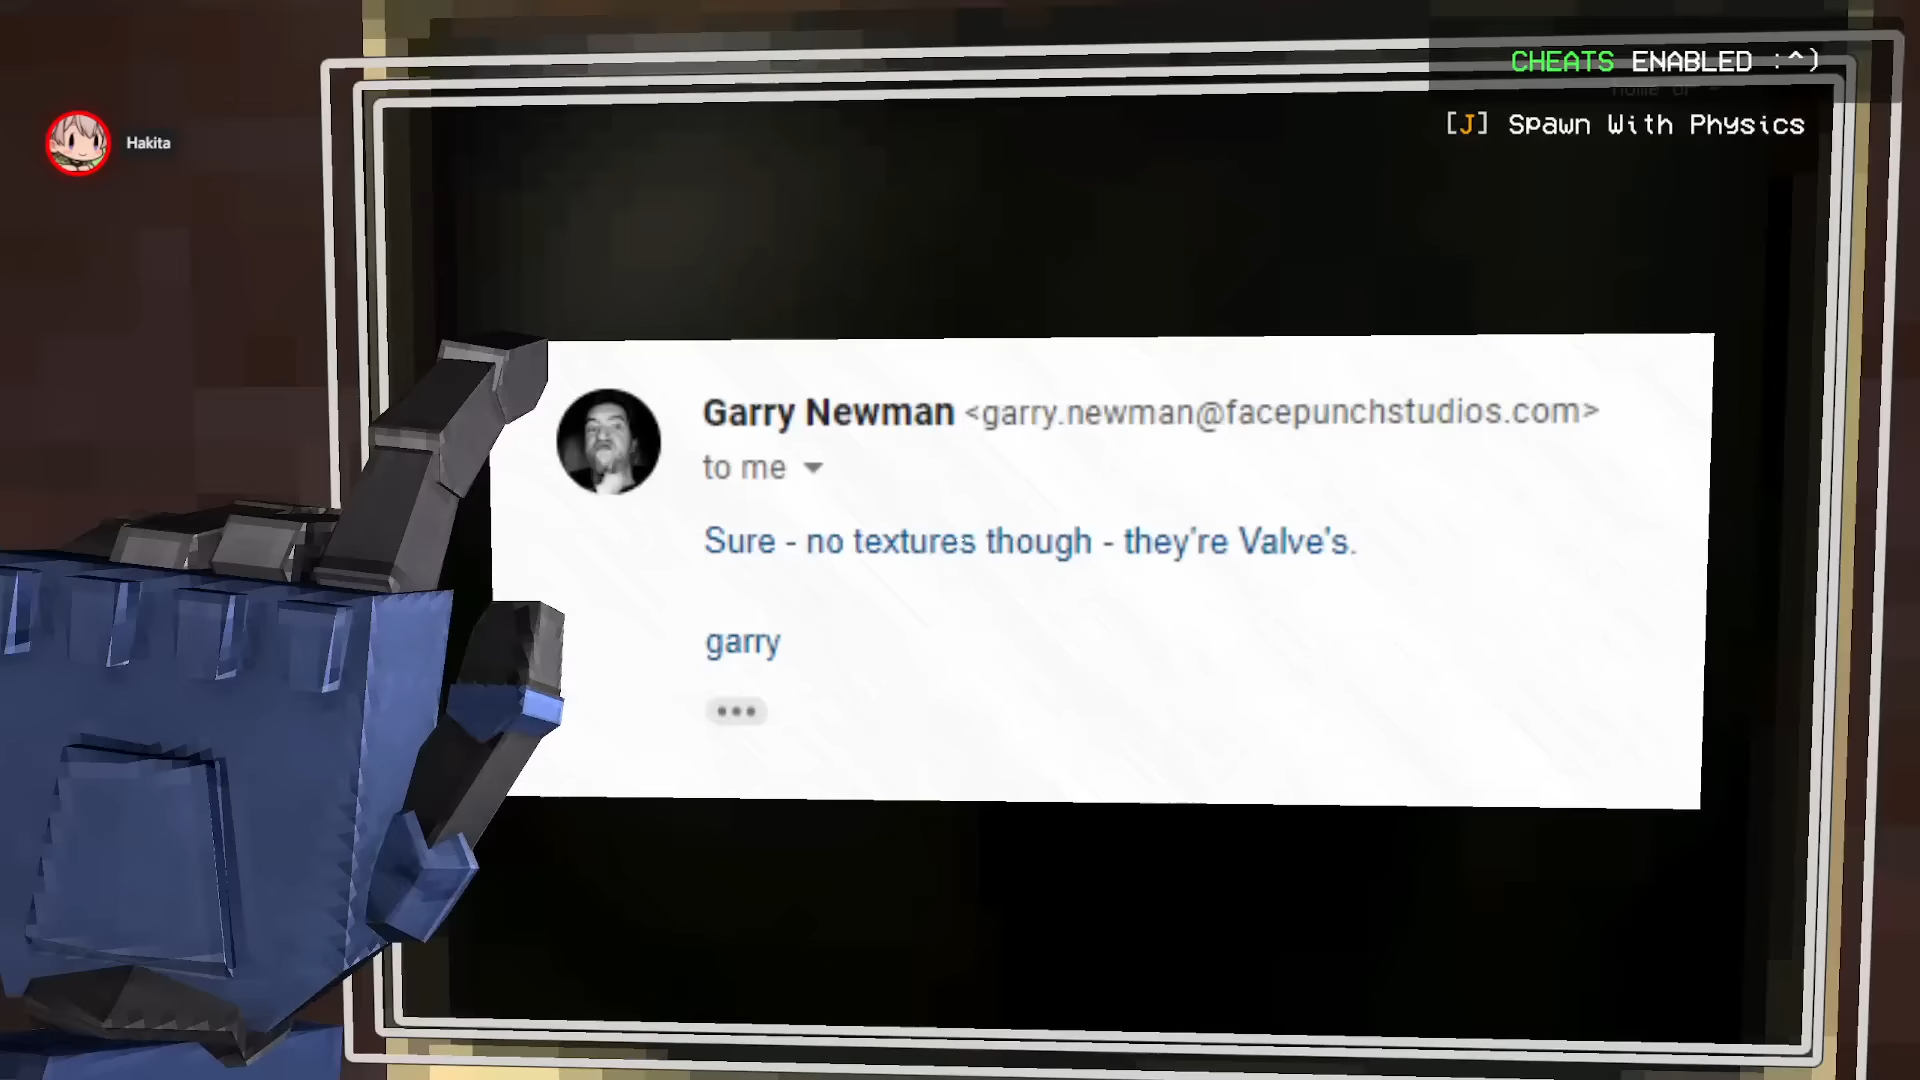 CHEATS ENABLED :^)
[J] Spawn With Physics
Hakita
Garry Newman <garry.newman@facepunchstudios.com>
to me
Sure - no textures though - they're Valve's.
garry